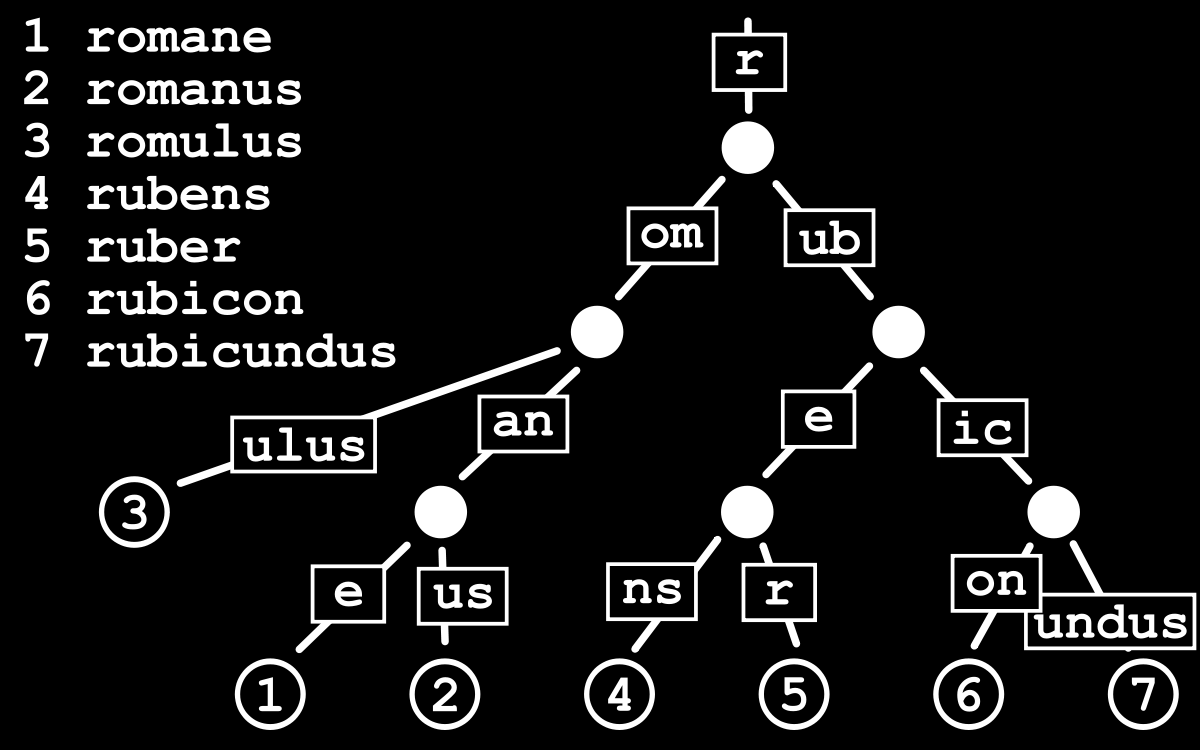 1 romane
2 romanus
3 romulus
4 rubens
5 ruber
6 rubicon
7 rubicundus
r
om ub
ulus an e ic
3
e us ns r on undus
1 2 4 5 6 7